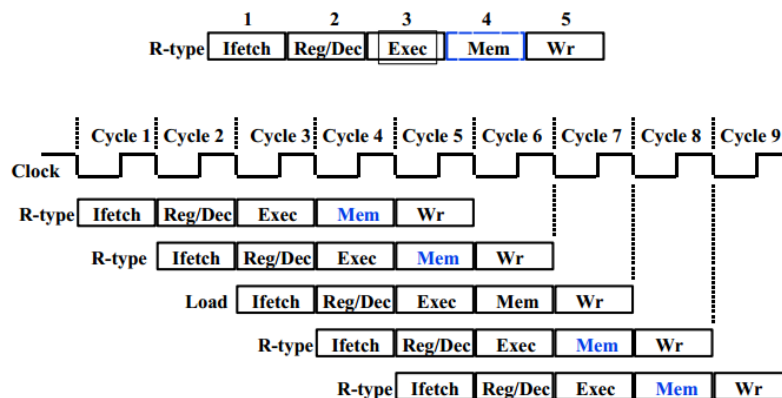 1 2 3 4 5
R-type Ifetch Reg/Dec Exec Mem Wr
Cycle 1 Cycle 2 Cycle 3 Cycle 4 Cycle 5 Cycle 6 Cycle 7 Cycle 8 Cycle 9
Clock
R-type Ifetch Reg/Dec Exec Mem Wr
R-type Ifetch Reg/Dec Exec Mem Wr
Load Ifetch Reg/Dec Exec Mem Wr
R-type Ifetch Reg/Dec Exec Mem Wr
R-type Ifetch Reg/Dec Exec Mem Wr